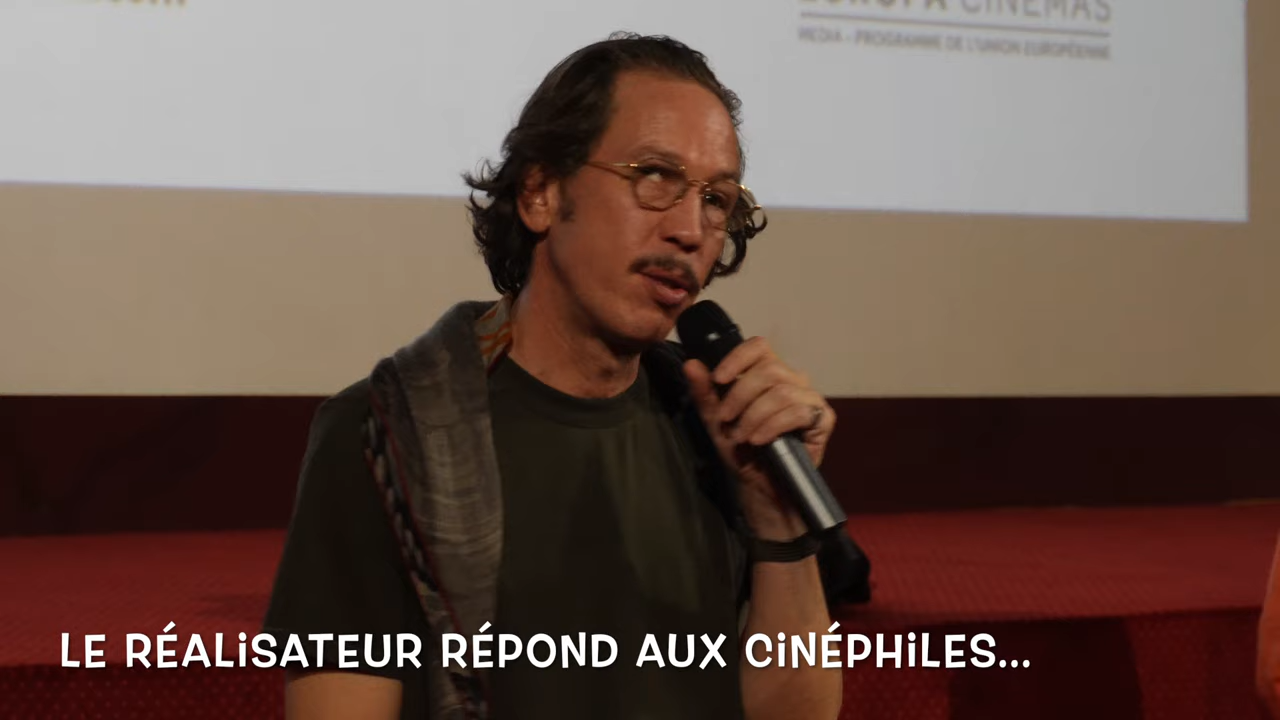 EUROPA CINEMAS
MEDIA - PROGRAMME DE L'UNION EUROPÉENNE
LE RÉALISATEUR RÉPOND AUX CINÉPHILES...